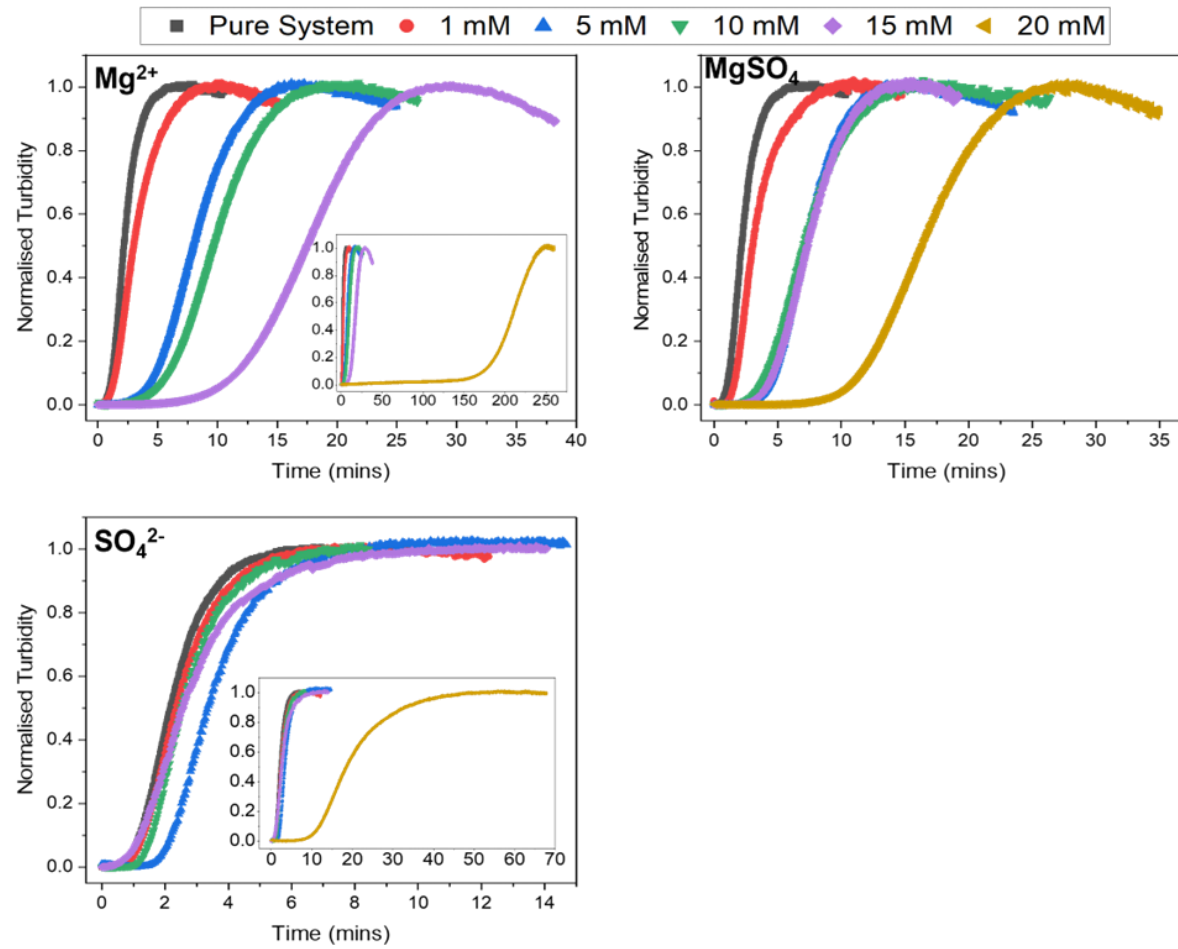 Pure System 1 mM 5 mM 10 mM 15 mM 20 mM
Mg²⁺
Normalised Turbidity
1.0
0.8
0.6
0.4
0.2
0.0
0 5 10 15 20 25 30 35 40
Time (mins)
1.0
0.8
0.6
0.4
0.2
0.0
0 50 100 150 200 250
MgSO₄
Normalised Turbidity
1.0
0.8
0.6
0.4
0.2
0.0
0 5 10 15 20 25 30 35
Time (mins)
SO₄²⁻
Normalised Turbidity
1.0
0.8
0.6
0.4
0.2
0.0
0 2 4 6 8 10 12 14
Time (mins)
1.0
0.8
0.6
0.4
0.2
0.0
0 10 20 30 40 50 60 70